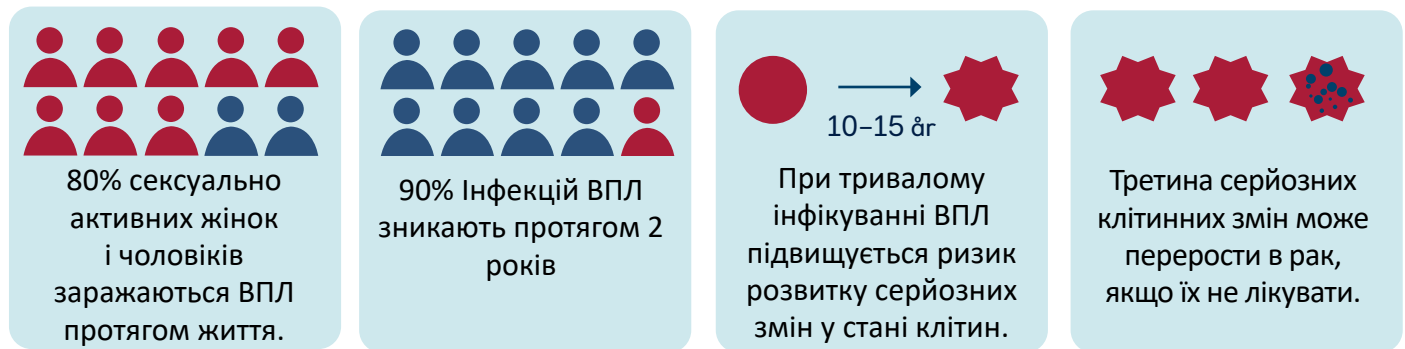 80% сексуально
активних жінок
і чоловіків
заражаються ВПЛ
протягом життя.
90% Інфекцій ВПЛ
зникають протягом 2
років
10–15 år
При тривалому
інфікуванні ВПЛ
підвищується ризик
розвитку серйозних
змін у стані клітин.
Третина серйозних
клітинних змін може
перерости в рак,
якщо їх не лікувати.